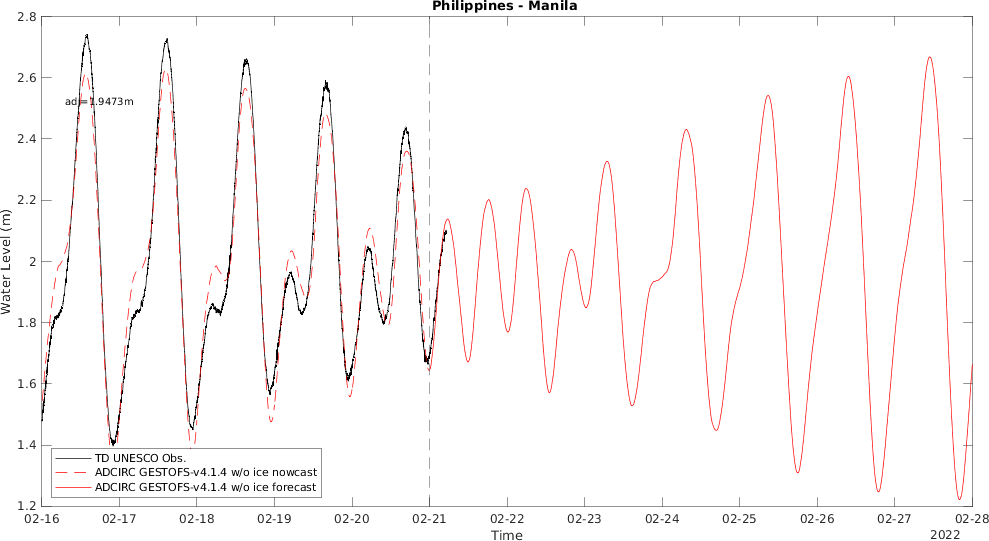 Philippines - Manila
2.8
2.6
2.4
2.2
2
1.8
1.6
1.4
1.2
Water Level (m)
adj=1.9473m
TD UNESCO Obs.
ADCIRC GESTOFS-v4.1.4 w/o ice nowcast
ADCIRC GESTOFS-v4.1.4 w/o ice forecast
02-16 02-17 02-18 02-19 02-20 02-21 02-22 02-23 02-24 02-25 02-26 02-27 02-28
Time
2022